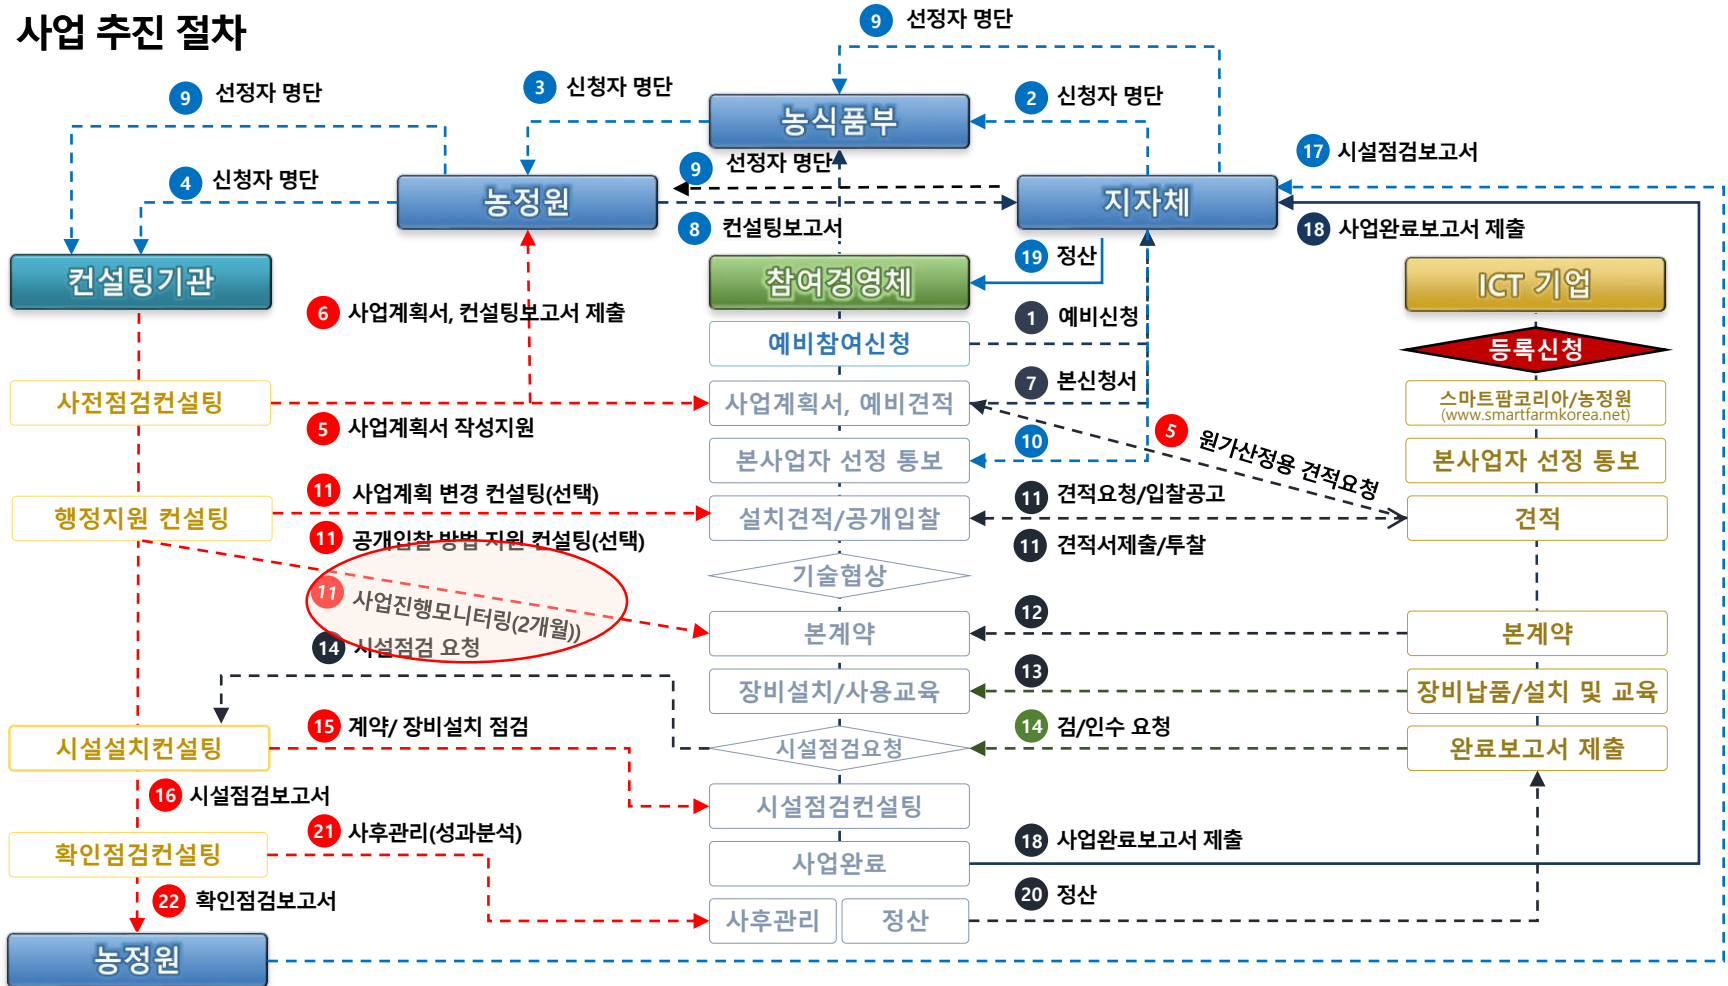 사업 추진 절차
9 선정자 명단
9 선정자 명단
3 신청자 명단
2 신청자 명단
농식품부
17 시설점검보고서
9 선정자 명단
4 신청자 명단
농정원
지자체
8 컨설팅보고서
18 사업완료보고서 제출
19 정산
컨설팅기관
참여경영체
ICT 기업
6 사업계획서, 컨설팅보고서 제출
1 예비신청
예비참여신청
등록신청
7 본신청서
사전점검컨설팅
사업계획서, 예비견적
스마트팜코리아/농정원
(www.smartfarmkorea.net)
5 사업계획서 작성지원
5 원가산정용 견적요청
10
본사업자 선정 통보
본사업자 선정 통보
11 사업계획 변경 컨설팅(선택)
11 견적요청/입찰공고
행정지원 컨설팅
설치견적/공개입찰
견적
11 공개입찰 방법 지원 컨설팅(선택)
11 견적서제출/투찰
기술협상
11 사업진행모니터링(2개월))
12
본계약
본계약
14 시설점검 요청
13
장비설치/사용교육
장비납품/설치 및 교육
15 계약/ 장비설치 점검
14 검/인수 요청
시설설치컨설팅
시설점검요청
완료보고서 제출
16 시설점검보고서
시설점검컨설팅
21 사후관리(성과분석)
18 사업완료보고서 제출
확인점검컨설팅
사업완료
22 확인점검보고서
20 정산
사후관리
정산
농정원